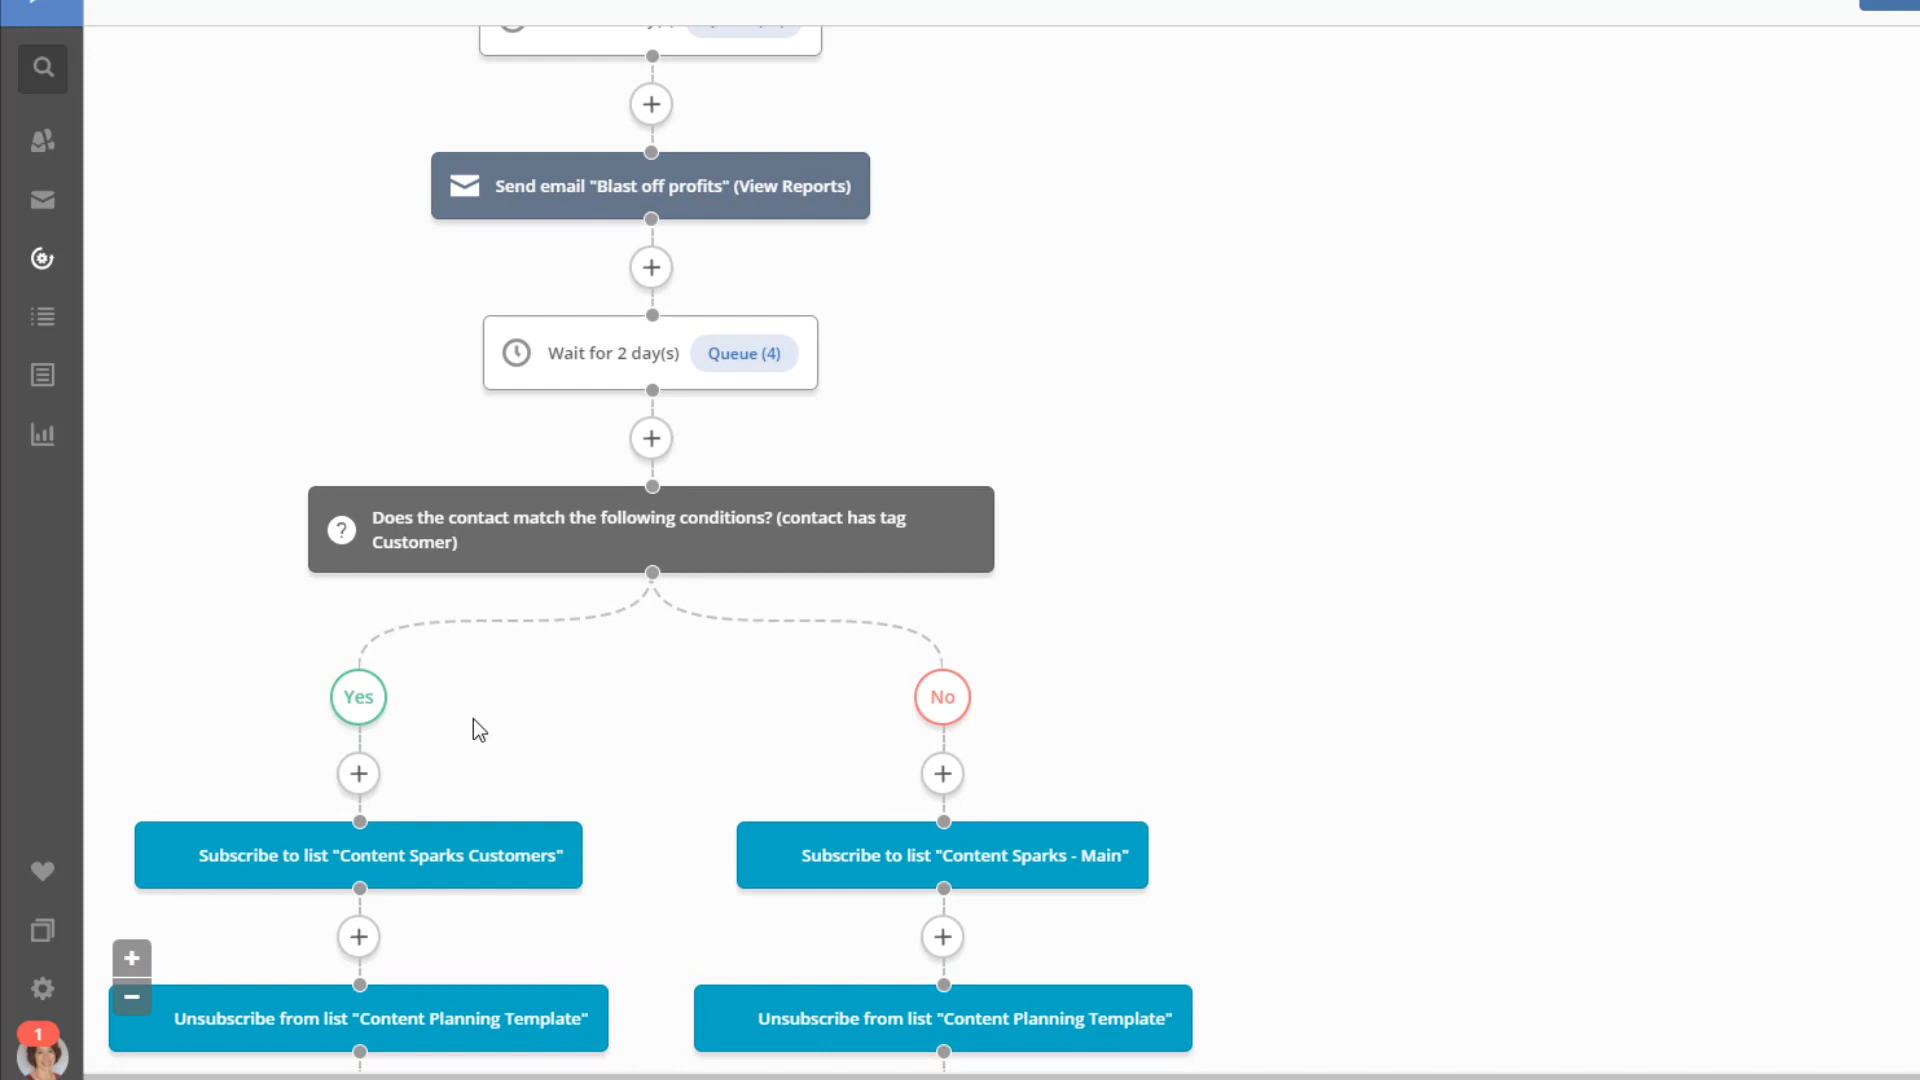 Send email "Blast off profits" (View Reports)
Wait for 2 day(s)
Queue (4)
Does the contact match the following conditions? (contact has tag
Customer)
Yes
No
Subscribe to list "Content Sparks Customers"
Subscribe to list "Content Sparks - Main"
Unsubscribe from list "Content Planning Template"
Unsubscribe from list "Content Planning Template"
1